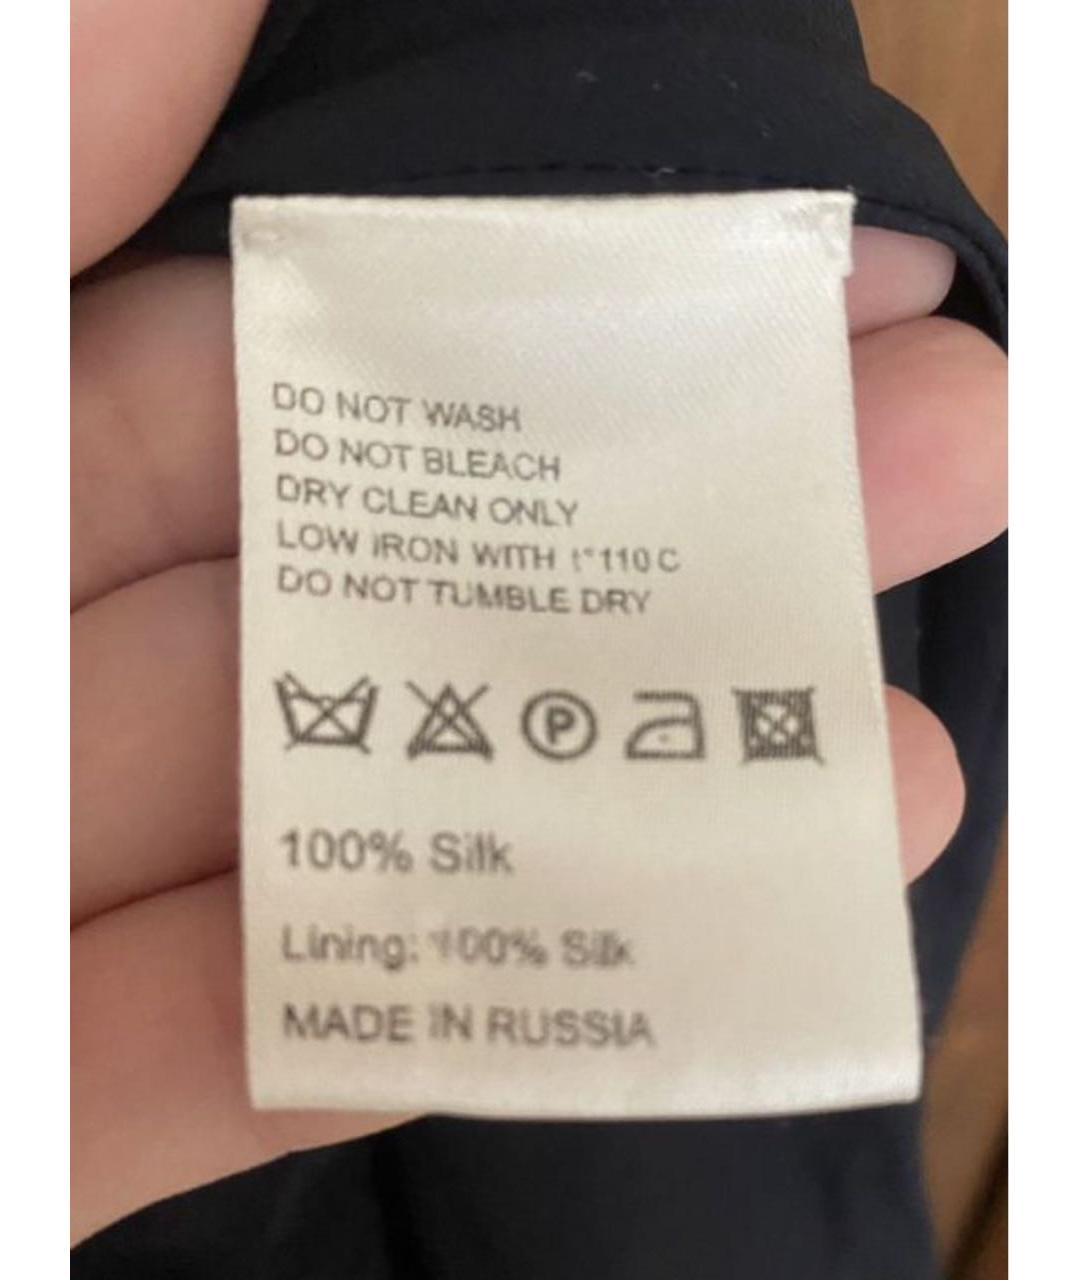 DO NOT WASH
DO NOT BLEACH
DRY CLEAN ONLY
LOW IRON WITH t°110 C
DO NOT TUMBLE DRY
P
100% Silk
Lining: 100% Silk
MADE IN RUSSIA